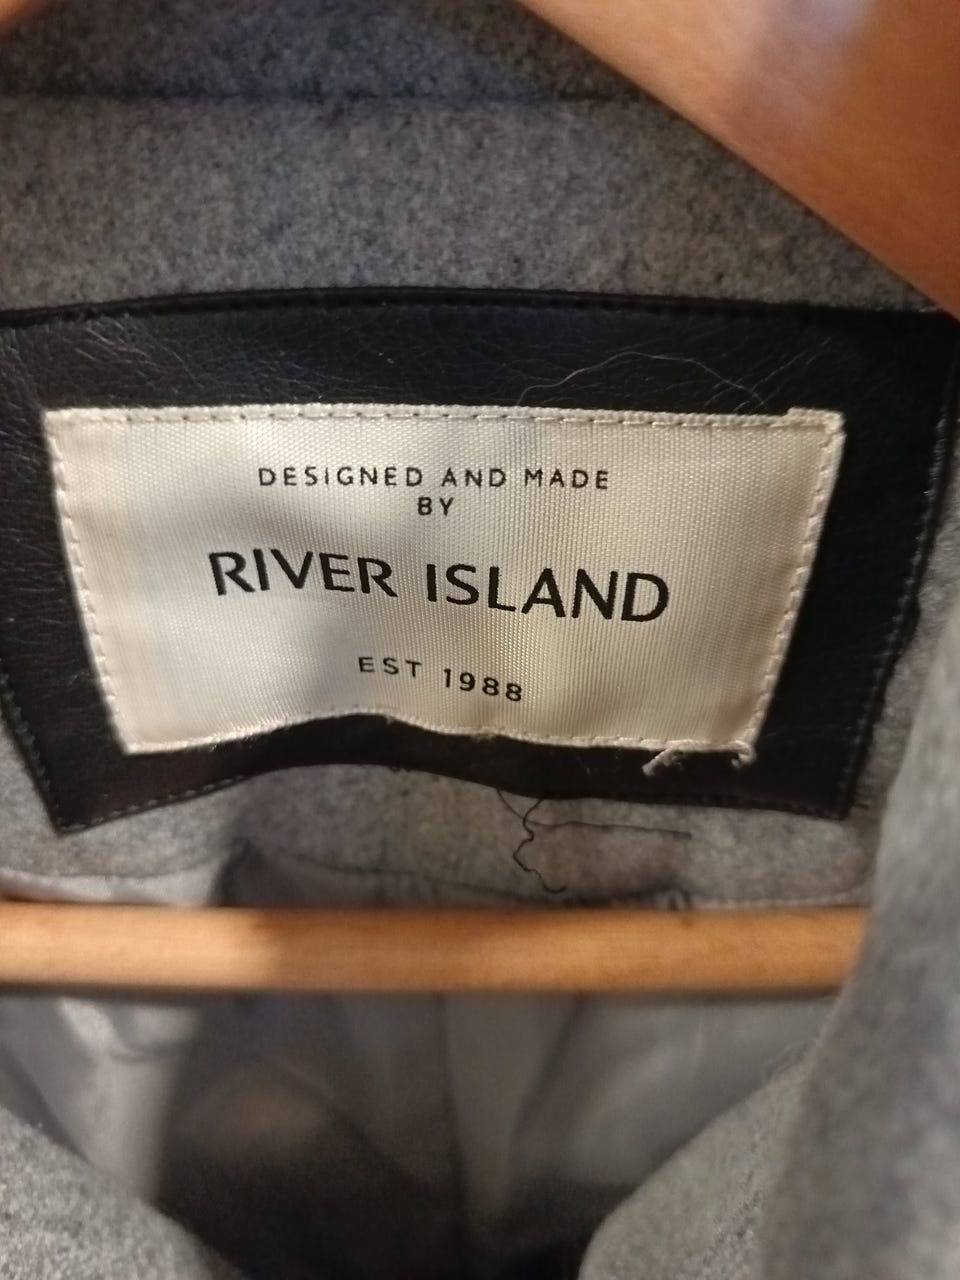 DESIGNED AND MADE
BY
RIVER ISLAND
EST 1988